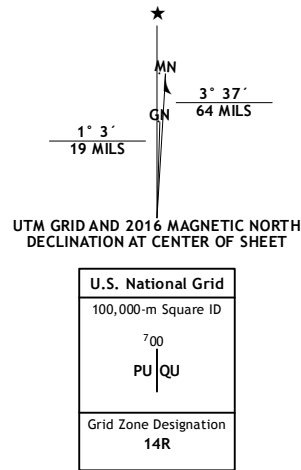 ★
MN
GN
3° 37´
64 MILS
1° 3´
19 MILS
UTM GRID AND 2016 MAGNETIC NORTH
DECLINATION AT CENTER OF SHEET
U.S. National Grid
100,000-m Square ID
⁷00
PU QU
Grid Zone Designation
14R